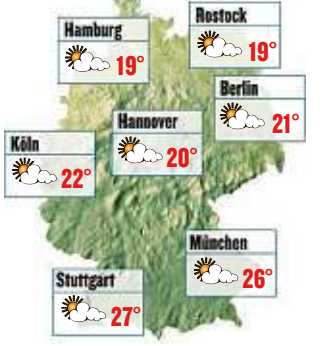 Rostock
19°
Hamburg
19°
Berlin
21°
Hannover
20°
Köln
22°
München
26°
Stuttgart
27°